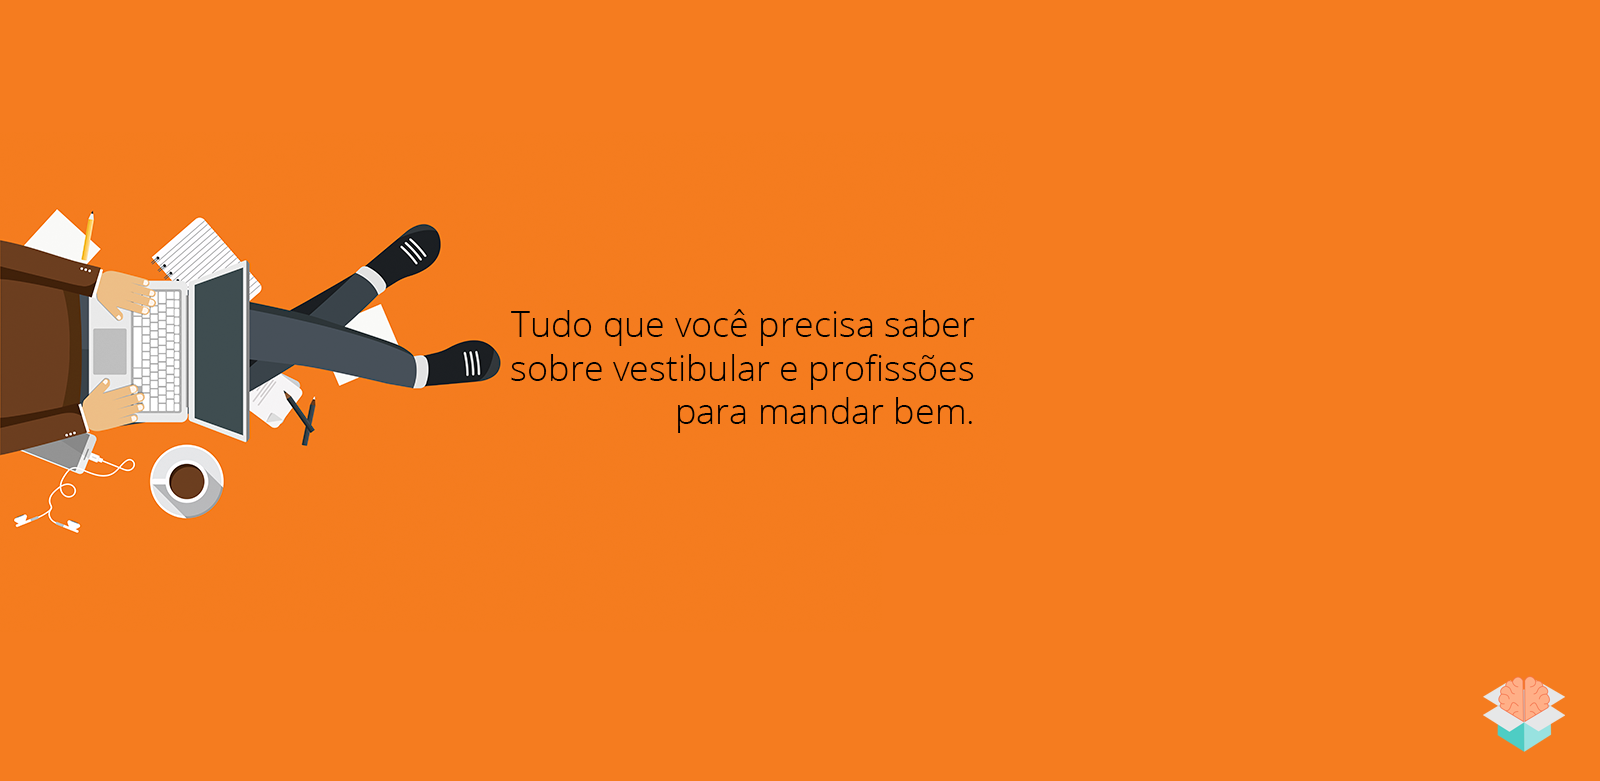 Tudo que você precisa saber
sobre vestibular e profissões
para mandar bem.